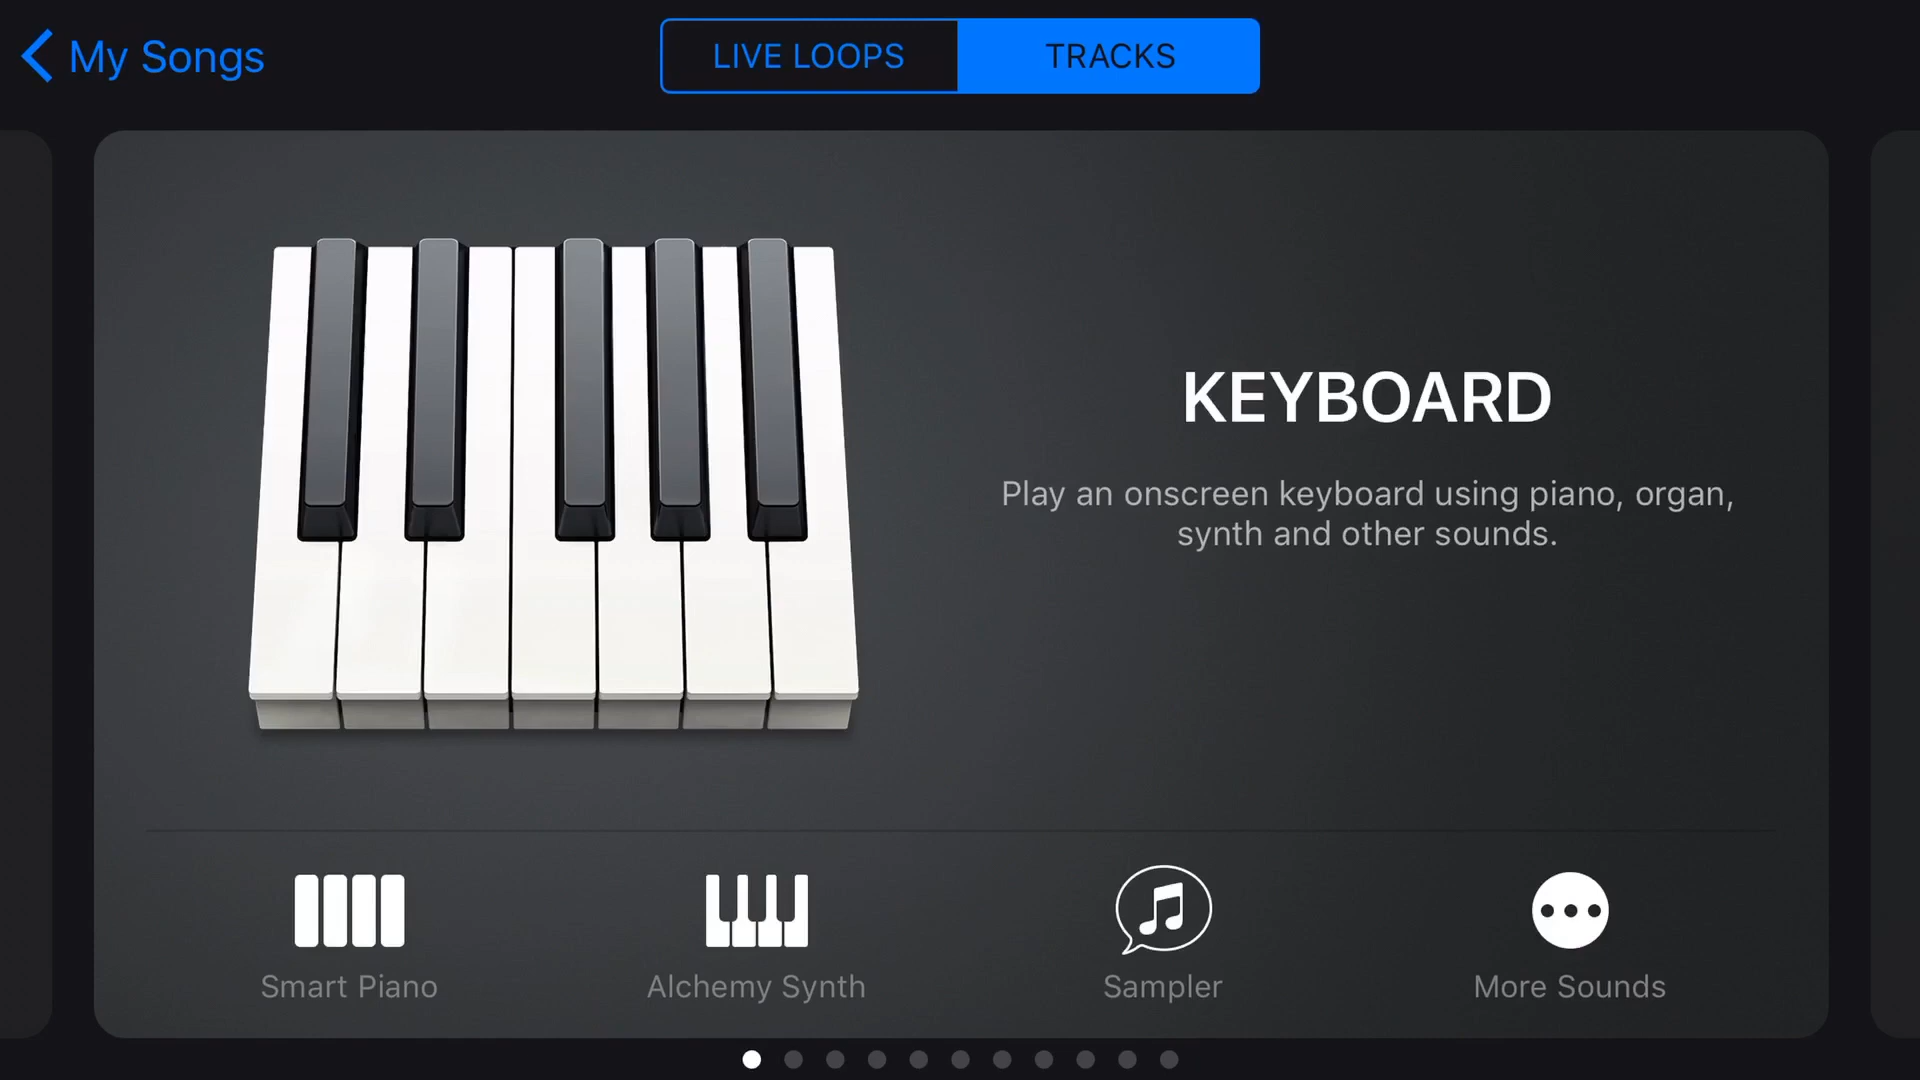 My Songs
LIVE LOOPS
TRACKS
KEYBOARD
Play an onscreen keyboard using piano, organ,
synth and other sounds.
Smart Piano
Alchemy Synth
Sampler
More Sounds